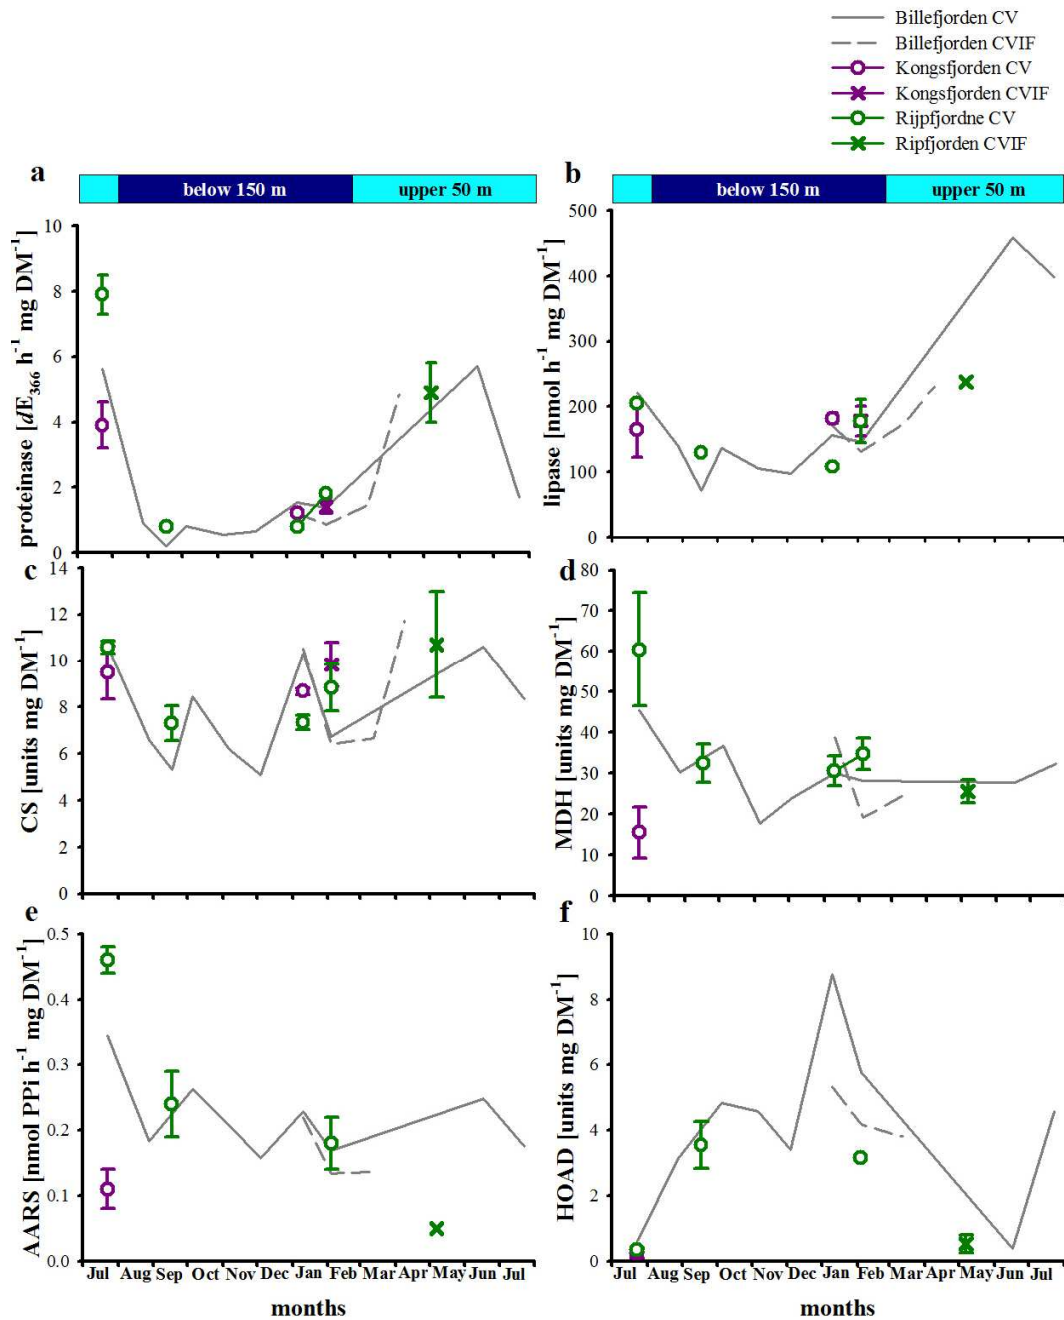 Billefjorden CV
Billefjorden CVIF
Kongsfjorden CV
Kongsfjorden CVIF
Rijpfjordne CV
Ripfjorden CVIF
a
below 150 m
upper 50 m
proteinase [dE366 h⁻¹ mg DM⁻¹]
10
8
6
4
2
0
b
below 150 m
upper 50 m
lipase [nmol h⁻¹ mg DM⁻¹]
500
400
300
200
100
0
c
CS [units mg DM⁻¹]
14
12
10
8
6
4
2
0
d
MDH [units mg DM⁻¹]
80
70
60
50
40
30
20
10
0
e
AARS [nmol PPi h⁻¹ mg DM⁻¹]
0.5
0.4
0.3
0.2
0.1
0.0
Jul Aug Sep Oct Nov Dec Jan Feb Mar Apr May Jun Jul
months
f
HOAD [units mg DM⁻¹]
10
8
6
4
2
0
Jul Aug Sep Oct Nov Dec Jan Feb Mar Apr May Jun Jul
months